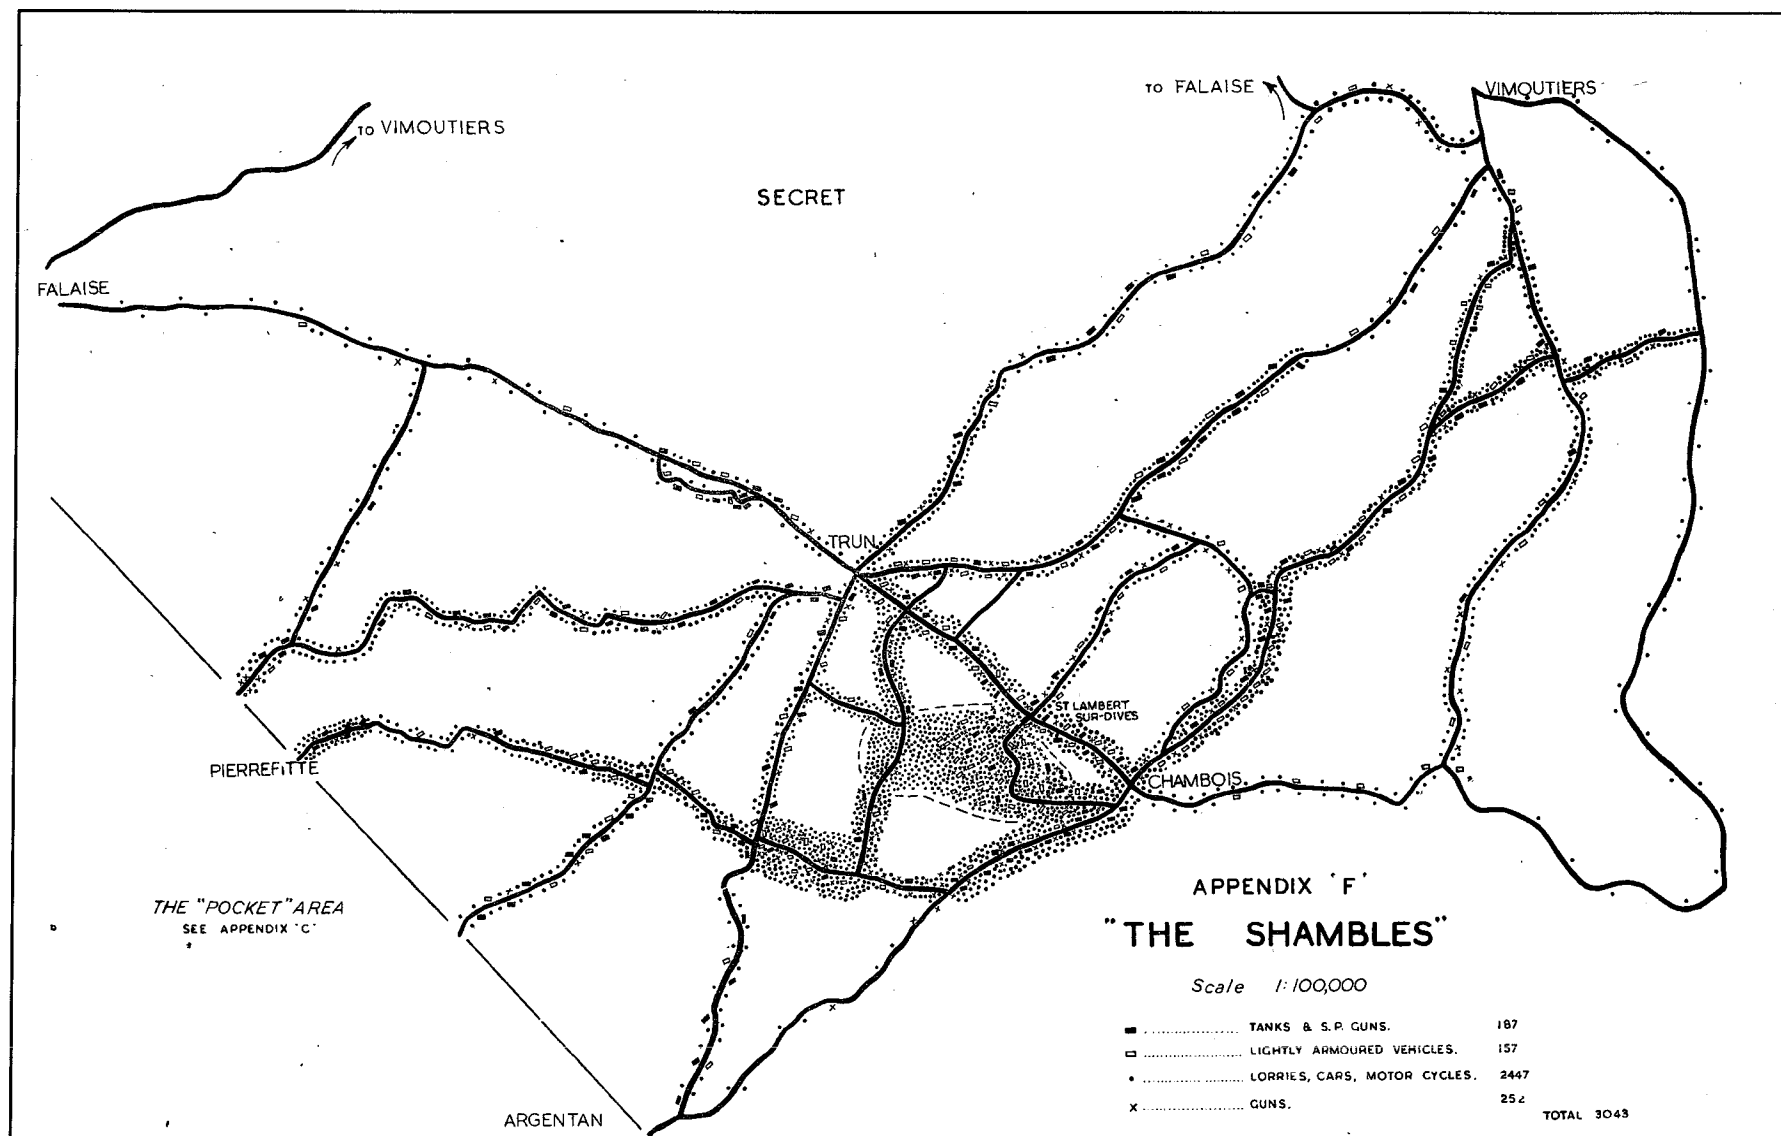 TO FALAISE
VIMOUTIERS
TO VIMOUTIERS
SECRET
FALAISE
TRUN
ST LAMBERT
SUR-DIVES
PIERREFITTE
CHAMBOIS
THE "POCKET" AREA
SEE APPENDIX 'C'
APPENDIX 'F'
"THE SHAMBLES"
Scale 1:100,000
TANKS & S.P. GUNS. 187
LIGHTLY ARMOURED VEHICLES. 157
LORRIES, CARS, MOTOR CYCLES. 2447
GUNS. 252
TOTAL 3043
ARGENTAN